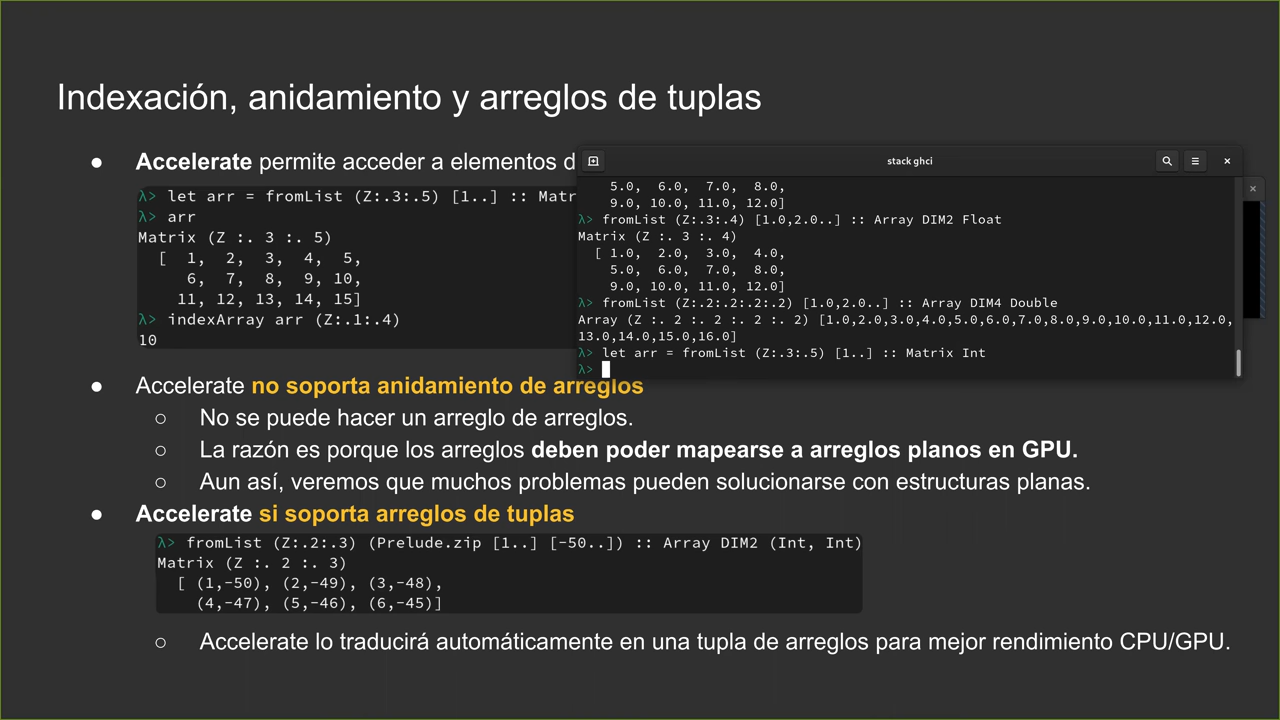 Indexación, anidamiento y arreglos de tuplas
● Accelerate permite acceder a elementos d
λ> let arr = fromList (Z:.3:.5) [1..] :: Matr
λ> arr
Matrix (Z :. 3 :. 5)
[ 1, 2, 3, 4, 5,
6, 7, 8, 9, 10,
11, 12, 13, 14, 15]
λ> indexArray arr (Z:.1:.4)
10
stack ghci
5.0, 6.0, 7.0, 8.0,
9.0, 10.0, 11.0, 12.0]
λ> fromList (Z:.3:.4) [1.0,2.0..] :: Array DIM2 Float
Matrix (Z :. 3 :. 4)
[ 1.0, 2.0, 3.0, 4.0,
5.0, 6.0, 7.0, 8.0,
9.0, 10.0, 11.0, 12.0]
λ> fromList (Z:.2:.2:.2:.2) [1.0,2.0..] :: Array DIM4 Double
Array (Z :. 2 :. 2 :. 2 :. 2) [1.0,2.0,3.0,4.0,5.0,6.0,7.0,8.0,9.0,10.0,11.0,12.0,
13.0,14.0,15.0,16.0]
λ> let arr = fromList (Z:.3:.5) [1..] :: Matrix Int
λ>
● Accelerate no soporta anidamiento de arreglos
○ No se puede hacer un arreglo de arreglos.
○ La razón es porque los arreglos deben poder mapearse a arreglos planos en GPU.
○ Aun así, veremos que muchos problemas pueden solucionarse con estructuras planas.
● Accelerate si soporta arreglos de tuplas
λ> fromList (Z:.2:.3) (Prelude.zip [1..] [-50..]) :: Array DIM2 (Int, Int)
Matrix (Z :. 2 :. 3)
[ (1,-50), (2,-49), (3,-48),
(4,-47), (5,-46), (6,-45)]
○ Accelerate lo traducirá automáticamente en una tupla de arreglos para mejor rendimiento CPU/GPU.